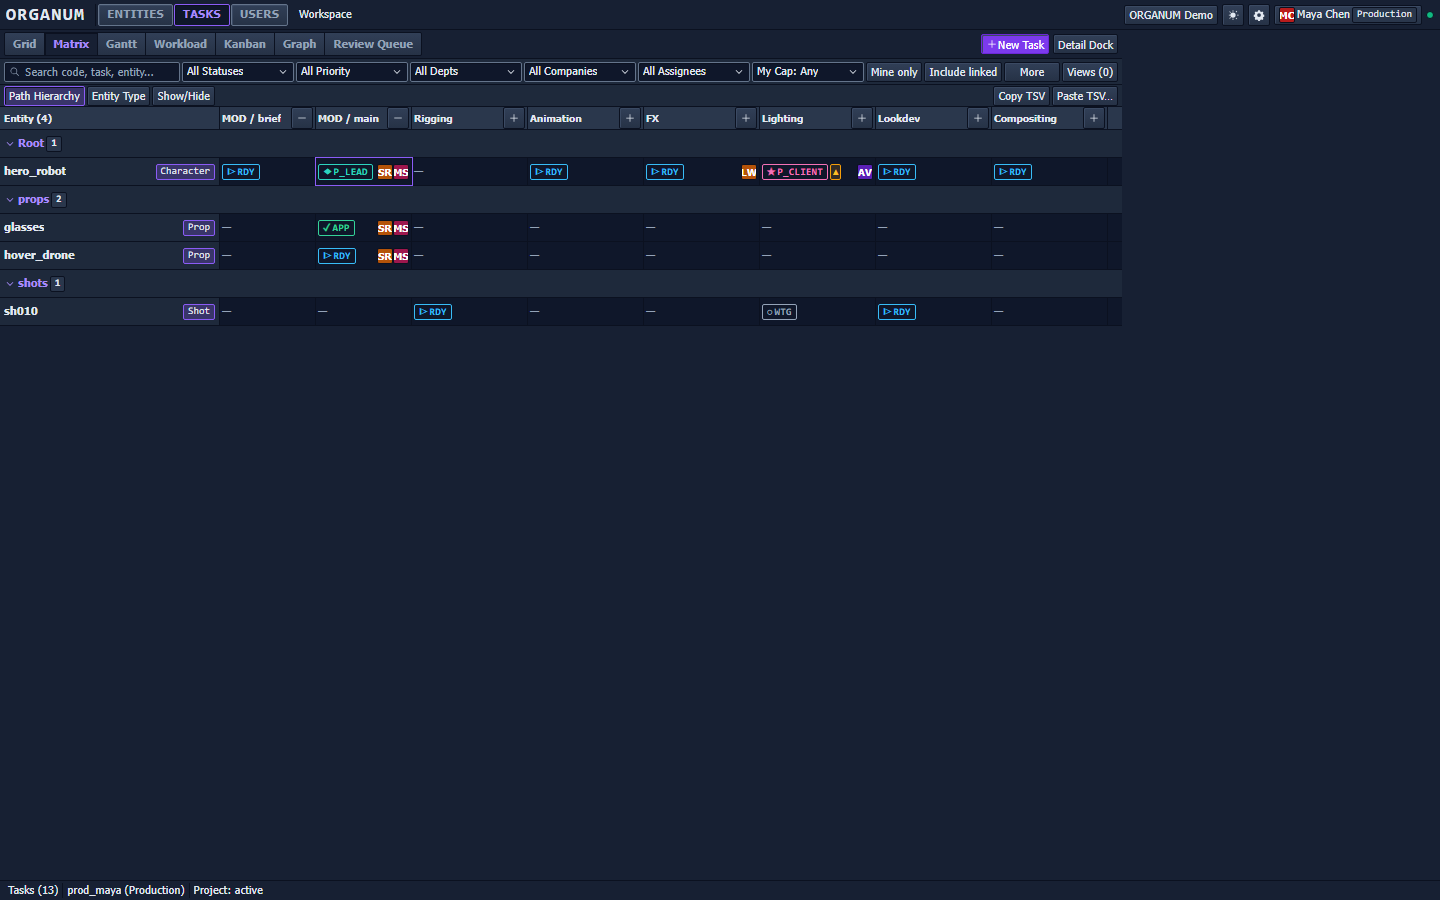 ORGANUM ENTITIES TASKS USERS Workspace ORGANUM Demo MC Maya Chen Production
Grid Matrix Gantt Workload Kanban Graph Review Queue + New Task Detail Dock
Search code, task, entity... All Statuses All Priority All Depts All Companies All Assignees My Cap: Any Mine only Include linked More Views (0)
Path Hierarchy Entity Type Show/Hide Copy TSV Paste TSV...
Entity (4) MOD / brief − MOD / main − Rigging + Animation + FX + Lighting + Lookdev + Compositing +
Root 1
hero_robot Character RDY P_LEAD SR MS — RDY RDY LW P_CLIENT AV RDY RDY
props 2
glasses Prop — APP SR MS — — — — — —
hover_drone Prop — RDY SR MS — — — — — —
shots 1
sh010 Shot — — RDY — — WTG RDY —
Tasks (13) prod_maya (Production) Project: active